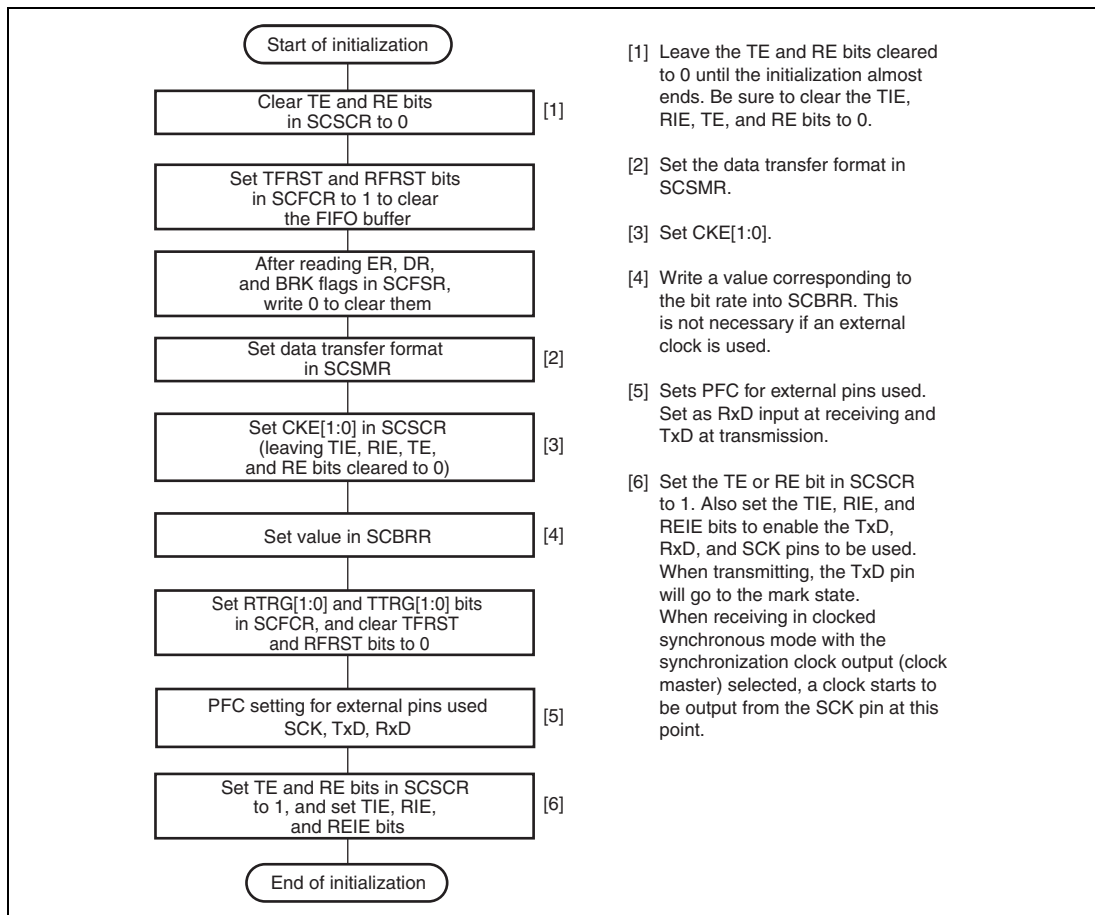 Start of initialization
Clear TE and RE bits
in SCSCR to 0
[1]
Set TFRST and RFRST bits
in SCFCR to 1 to clear
the FIFO buffer
After reading ER, DR,
and BRK flags in SCFSR,
write 0 to clear them
Set data transfer format
in SCSMR
[2]
Set CKE[1:0] in SCSCR
(leaving TIE, RIE, TE,
and RE bits cleared to 0)
[3]
Set value in SCBRR
[4]
Set RTRG[1:0] and TTRG[1:0] bits
in SCFCR, and clear TFRST
and RFRST bits to 0
PFC setting for external pins used
SCK, TxD, RxD
[5]
Set TE and RE bits in SCSCR
to 1, and set TIE, RIE,
and REIE bits
[6]
End of initialization
[1] Leave the TE and RE bits cleared
to 0 until the initialization almost
ends. Be sure to clear the TIE,
RIE, TE, and RE bits to 0.
[2] Set the data transfer format in
SCSMR.
[3] Set CKE[1:0].
[4] Write a value corresponding to
the bit rate into SCBRR. This
is not necessary if an external
clock is used.
[5] Sets PFC for external pins used.
Set as RxD input at receiving and
TxD at transmission.
[6] Set the TE or RE bit in SCSCR
to 1. Also set the TIE, RIE, and
REIE bits to enable the TxD,
RxD, and SCK pins to be used.
When transmitting, the TxD pin
will go to the mark state.
When receiving in clocked
synchronous mode with the
synchronization clock output (clock
master) selected, a clock starts to
be output from the SCK pin at this
point.